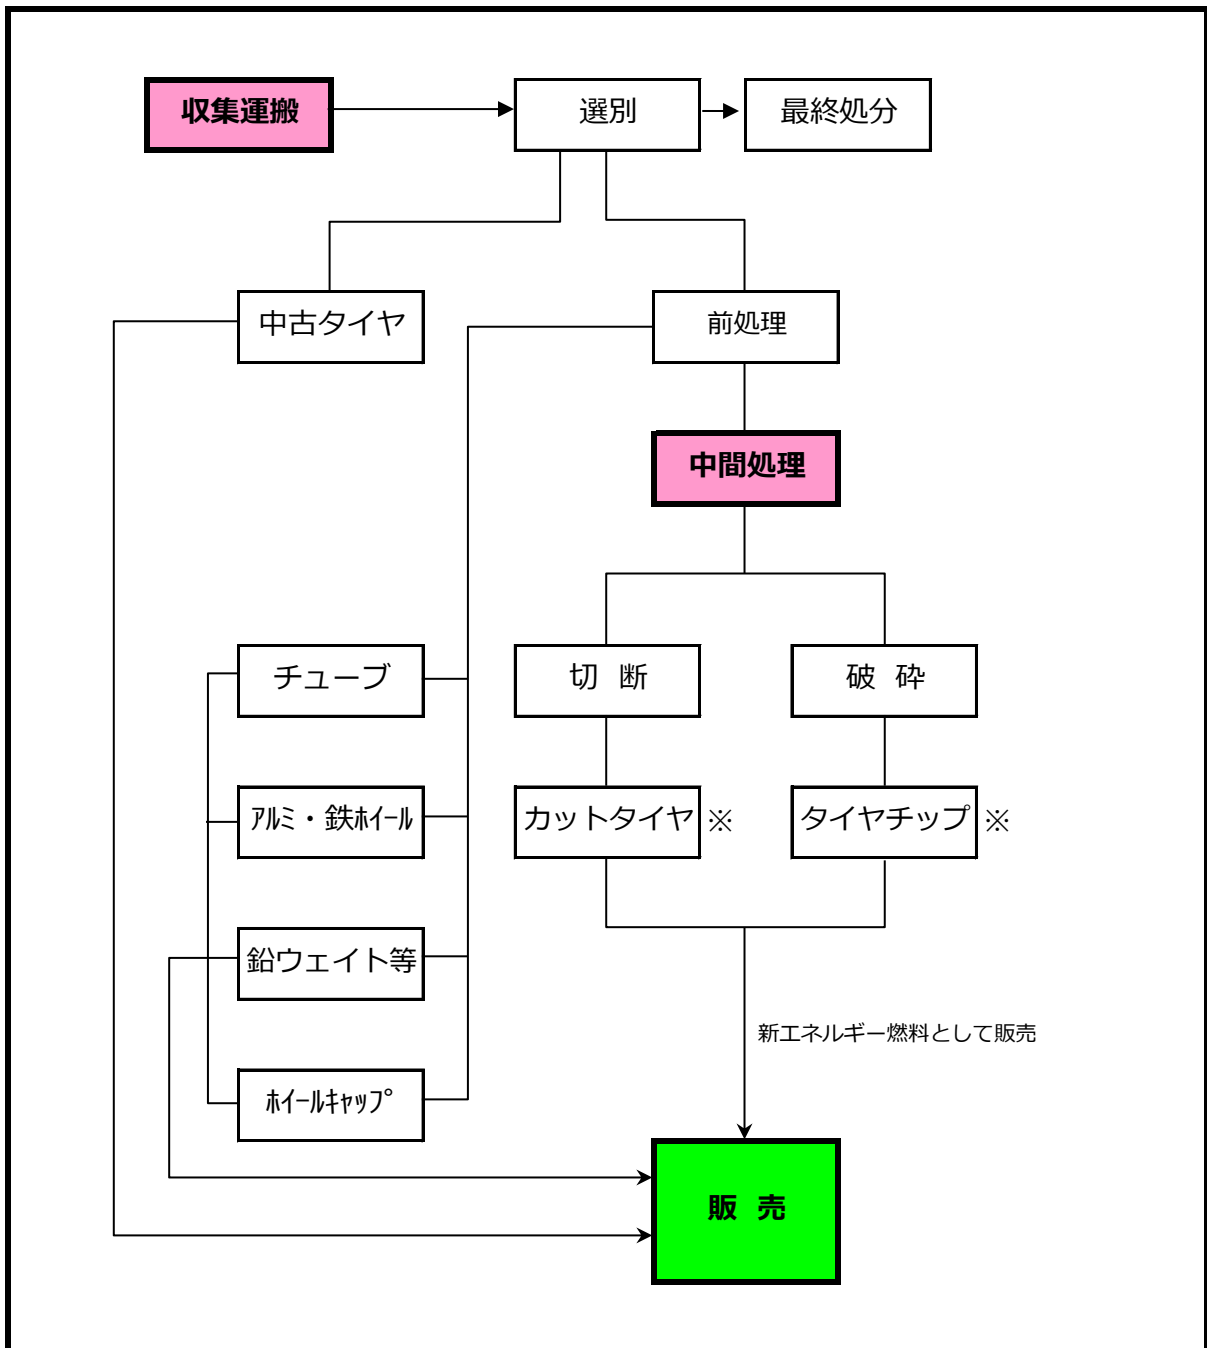 収集運搬
選別
最終処分
中古タイヤ
前処理
中間処理
チューブ
切 断
破 砕
ｱﾙﾐ・鉄ﾎｲｰﾙ
カットタイヤ ※
タイヤチップ ※
鉛ウェイト等
新エネルギー燃料として販売
ﾎｲｰﾙｷｬｯﾌﾟ
販 売